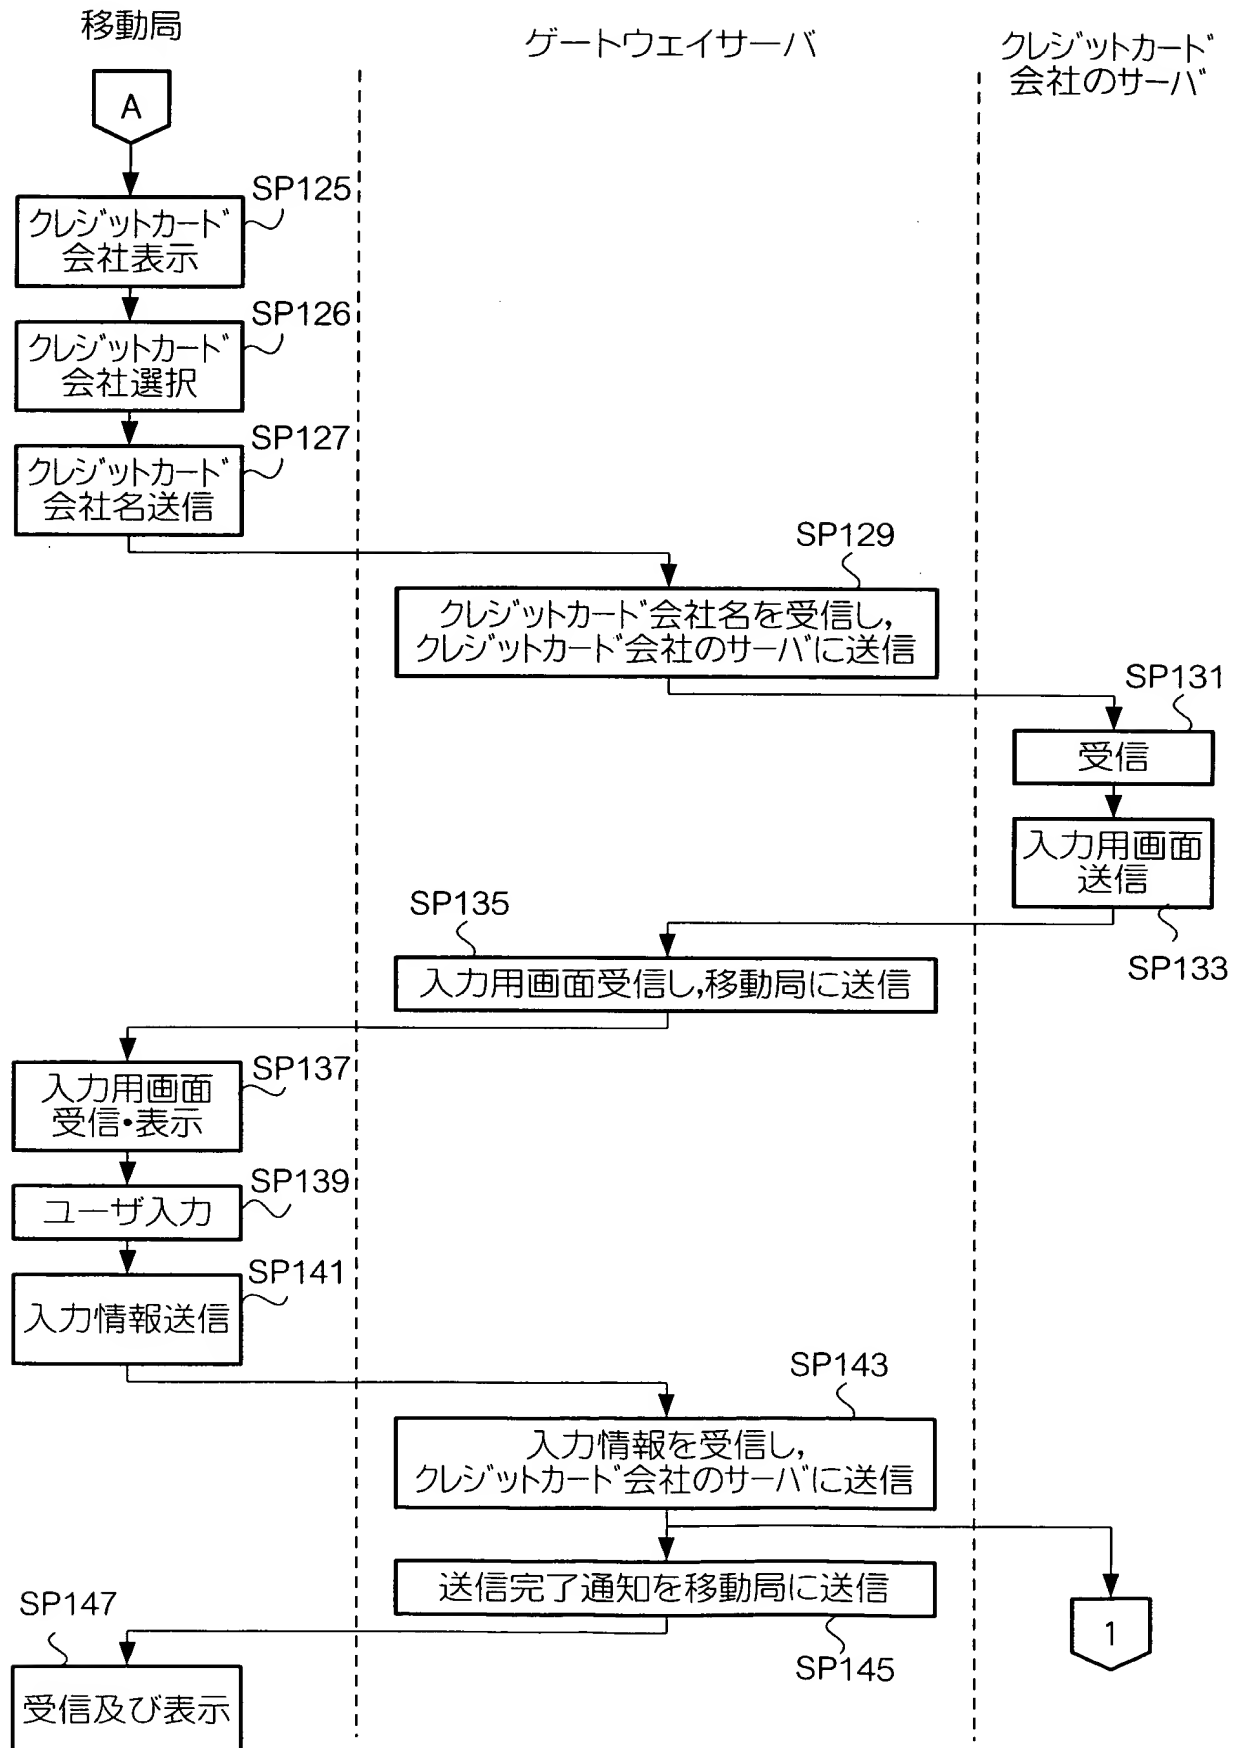 移動局
ゲートウェイサーバ
クレジットカード
会社のサーバ
A
SP125
クレジットカード
会社表示
SP126
クレジットカード
会社選択
SP127
クレジットカード
会社名送信
SP129
クレジットカード会社名を受信し,
クレジットカード会社のサーバに送信
SP131
受信
入力用画面
送信
SP133
SP135
入力用画面受信し,移動局に送信
SP137
入力用画面
受信・表示
SP139
ユーザ入力
SP141
入力情報送信
SP143
入力情報を受信し,
クレジットカード会社のサーバに送信
送信完了通知を移動局に送信
SP145
1
SP147
受信及び表示